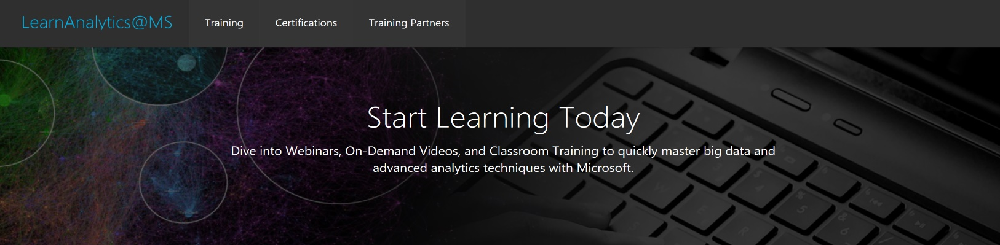 LearnAnalytics@MS Training Certifications Training Partners
Start Learning Today
Dive into Webinars, On-Demand Videos, and Classroom Training to quickly master big data and
advanced analytics techniques with Microsoft.